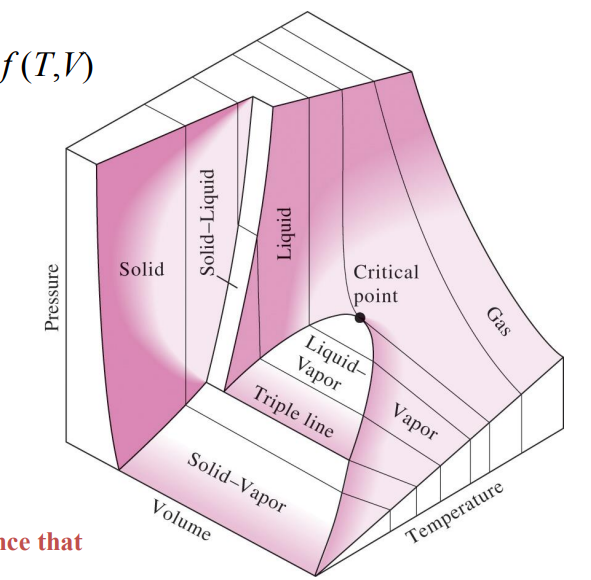 f (T,V)
Solid
Solid–Liquid
Liquid
Critical
point
Gas
Pressure
Liquid–
Vapor
Triple line
Vapor
Solid–Vapor
Volume
Temperature
nce that